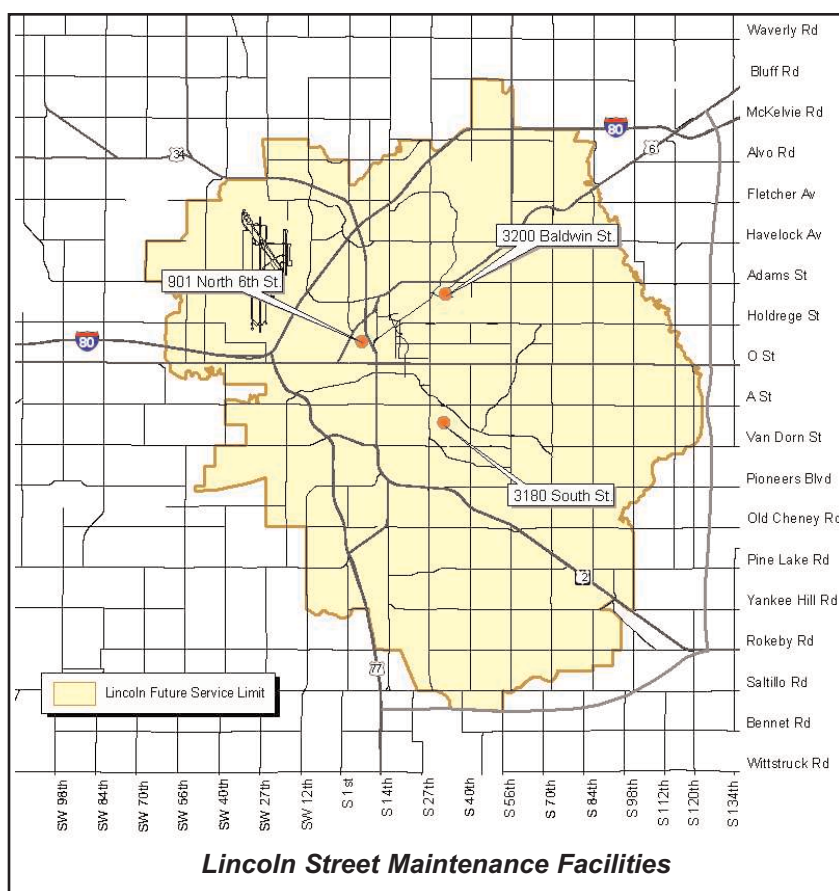 Waverly Rd
Bluff Rd
McKelvie Rd
80
6
34
Alvo Rd
Fletcher Av
3200 Baldwin St.
Havelock Av
901 North 6th St.
Adams St
Holdrege St
80
O St
A St
Van Dorn St
3180 South St.
Pioneers Blvd
Old Cheney Rd
Pine Lake Rd
2
Yankee Hill Rd
Rokeby Rd
77
Lincoln Future Service Limit
Saltillo Rd
Bennet Rd
Wittstruck Rd
SW 98th
SW 84th
SW 70th
SW 56th
SW 40th
SW 27th
SW 12th
S 1st
S 14th
S 27th
S 40th
S 56th
S 70th
S 84th
S 98th
S 112th
S 120th
S 134th
Lincoln Street Maintenance Facilities